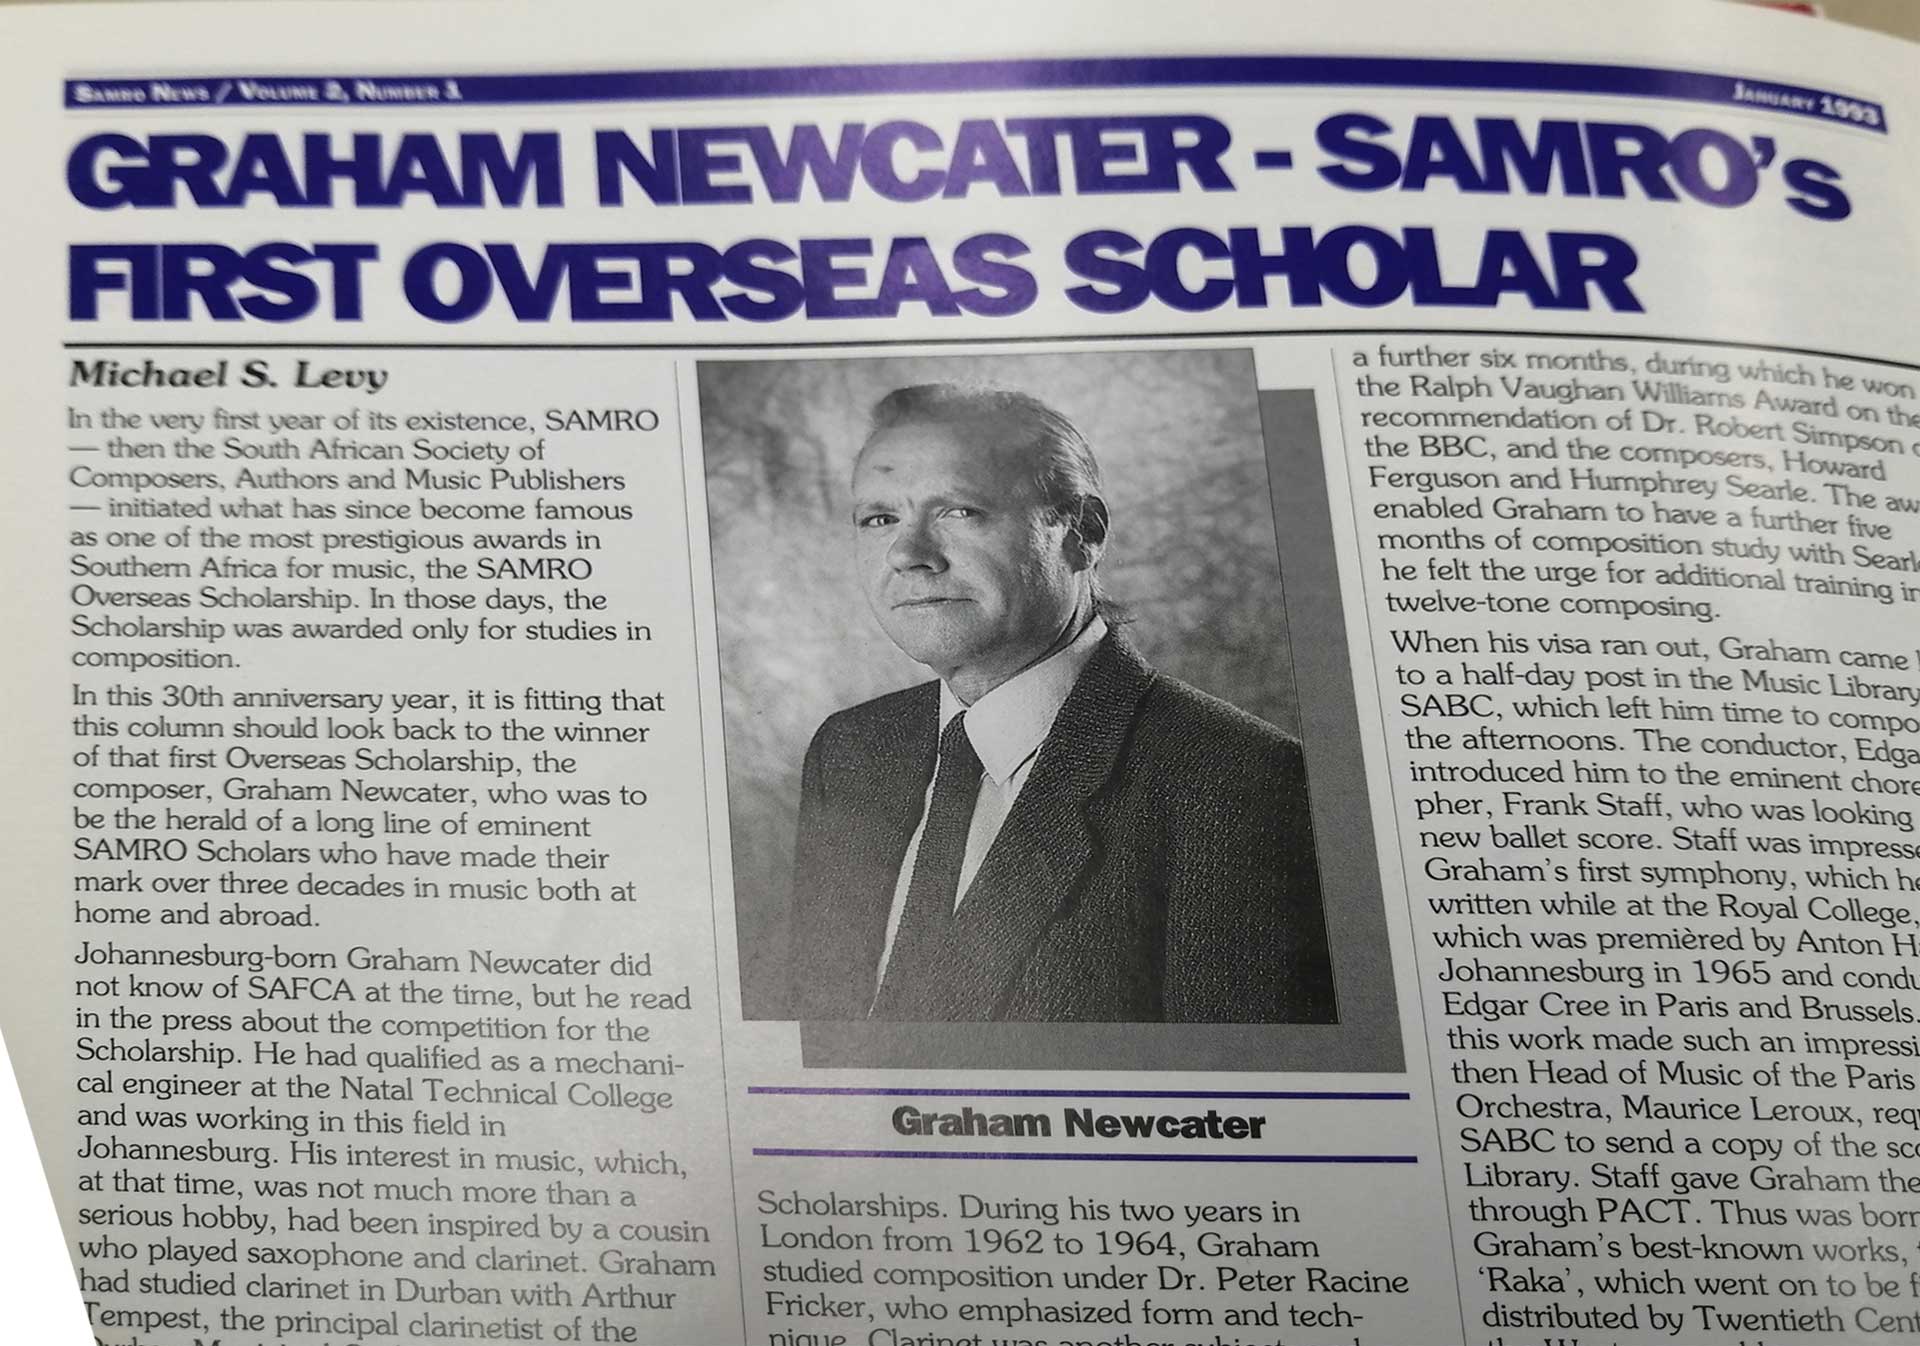 SAMRO NEWS / VOLUME 2, NUMBER 1
JANUARY 1993
GRAHAM NEWCATER - SAMRO's
FIRST OVERSEAS SCHOLAR
Michael S. Levy
In the very first year of its existence, SAMRO
— then the South African Society of
Composers, Authors and Music Publishers
— initiated what has since become famous
as one of the most prestigious awards in
Southern Africa for music, the SAMRO
Overseas Scholarship. In those days, the
Scholarship was awarded only for studies in
composition.
In this 30th anniversary year, it is fitting that
this column should look back to the winner
of that first Overseas Scholarship, the
composer, Graham Newcater, who was to
be the herald of a long line of eminent
SAMRO Scholars who have made their
mark over three decades in music both at
home and abroad.
Johannesburg-born Graham Newcater did
not know of SAFCA at the time, but he read
in the press about the competition for the
Scholarship. He had qualified as a mechani-
cal engineer at the Natal Technical College
and was working in this field in
Johannesburg. His interest in music, which,
at that time, was not much more than a
serious hobby, had been inspired by a cousin
who played saxophone and clarinet. Graham
had studied clarinet in Durban with Arthur
Tempest, the principal clarinetist of the
Graham Newcater
Scholarships. During his two years in
London from 1962 to 1964, Graham
studied composition under Dr. Peter Racine
Fricker, who emphasized form and tech-
nique. Clarinet was another subject
a further six months, during which he won
the Ralph Vaughan Williams Award on the
recommendation of Dr. Robert Simpson
the BBC, and the composers, Howard
Ferguson and Humphrey Searle. The aw
enabled Graham to have a further five
months of composition study with Searl
he felt the urge for additional training in
twelve-tone composing.
When his visa ran out, Graham came
to a half-day post in the Music Library
SABC, which left him time to compo
the afternoons. The conductor, Edga
introduced him to the eminent chore
pher, Frank Staff, who was looking
new ballet score. Staff was impresse
Graham's first symphony, which he
written while at the Royal College,
which was premièred by Anton H
Johannesburg in 1965 and condu
Edgar Cree in Paris and Brussels.
this work made such an impressi
then Head of Music of the Paris
Orchestra, Maurice Leroux, req
SABC to send a copy of the sco
Library. Staff gave Graham the
through PACT. Thus was born
Graham's best-known works,
'Raka', which went on to be f
distributed by Twentieth Cent